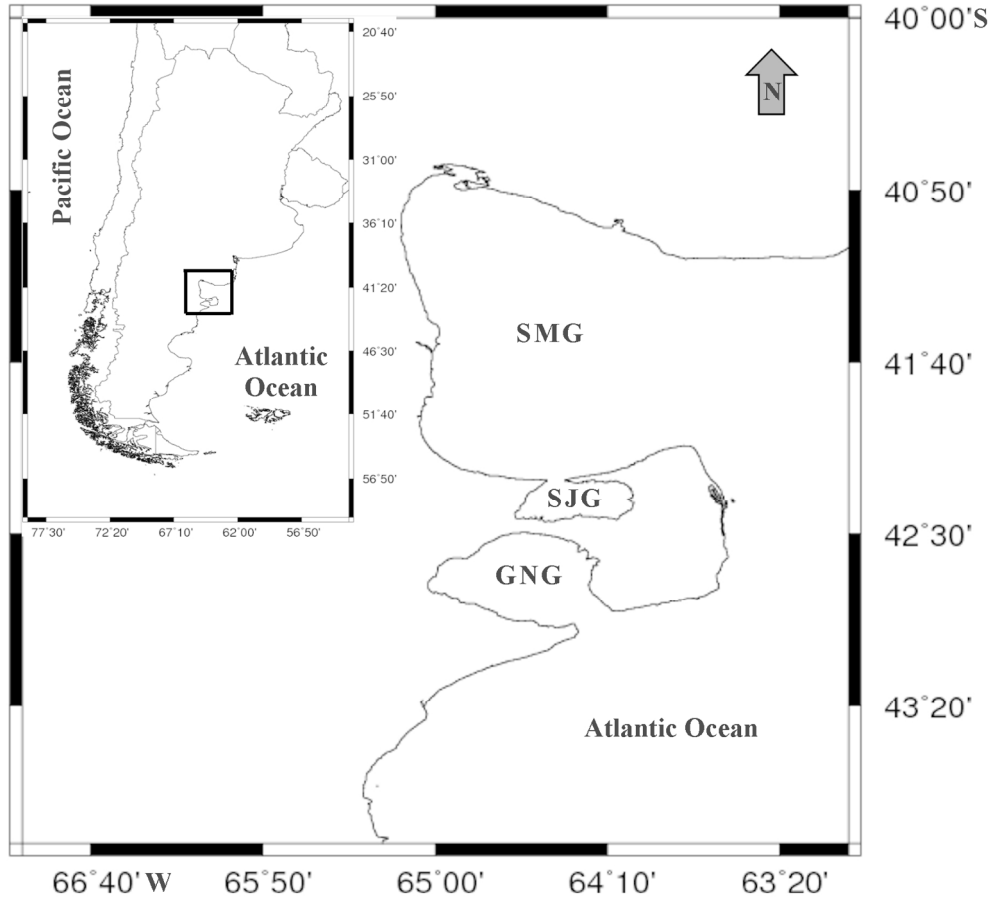 40°00'S
40°50'
41°40'
42°30'
43°20'
66°40'W
65°50'
65°00'
64°10'
63°20'
N
SMG
SJG
GNG
Atlantic Ocean
Pacific Ocean
Atlantic
Ocean
20°40'
25°50'
31°00'
36°10'
41°20'
46°30'
51°40'
56°50'
77°30'
72°20'
67°10'
62°00'
56°50'